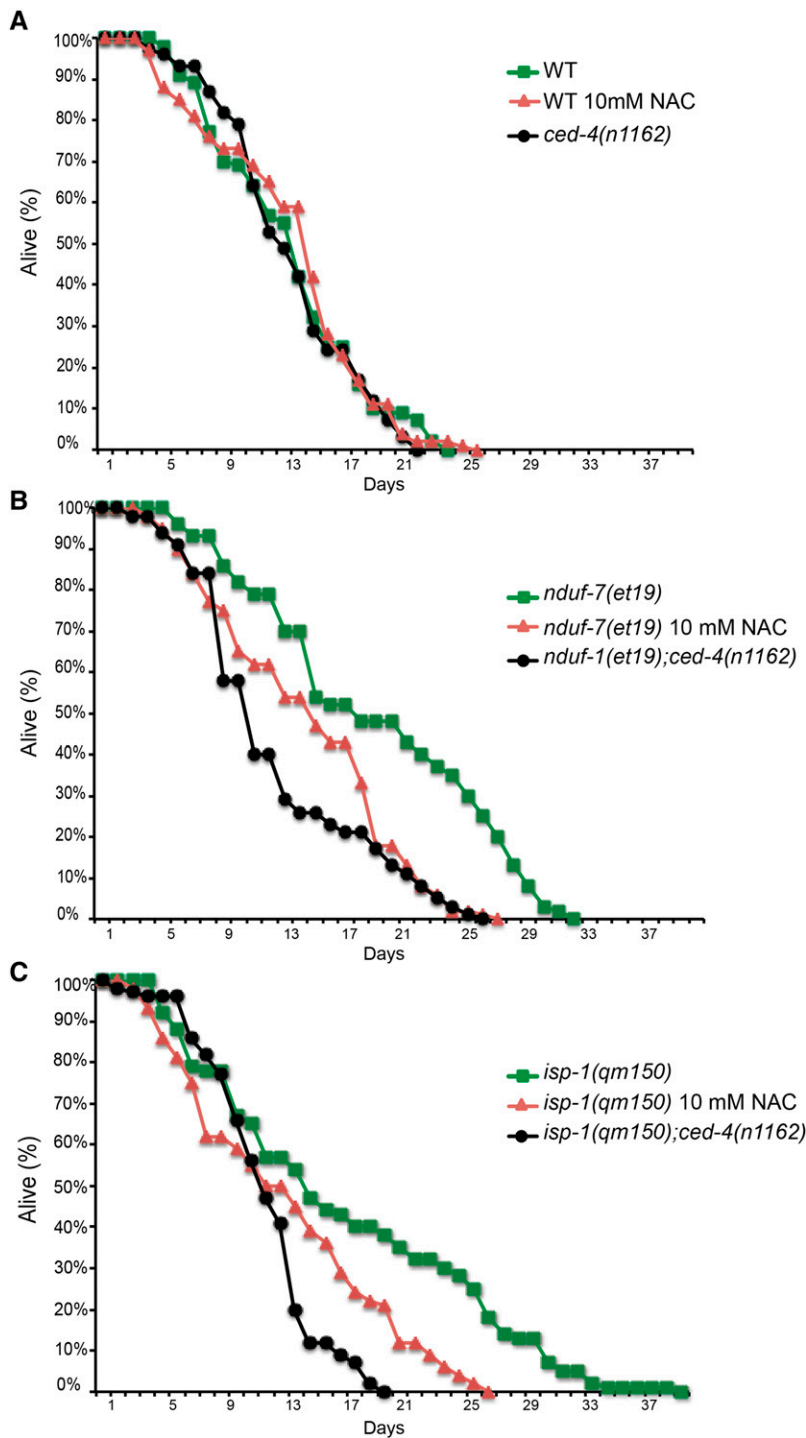 A
100%
90%
80%
70%
60%
50%
40%
30%
20%
10%
0%
Alive (%)
WT
WT 10mM NAC
ced-4(n1162)
1 5 9 13 17 21 25 29 33 37
Days
B
100%
90%
80%
70%
60%
50%
40%
30%
20%
10%
0%
Alive (%)
nduf-7(et19)
nduf-7(et19) 10 mM NAC
nduf-1(et19);ced-4(n1162)
1 5 9 13 17 21 25 29 33 37
Days
C
100%
90%
80%
70%
60%
50%
40%
30%
20%
10%
0%
Alive (%)
isp-1(qm150)
isp-1(qm150) 10 mM NAC
isp-1(qm150);ced-4(n1162)
1 5 9 13 17 21 25 29 33 37
Days